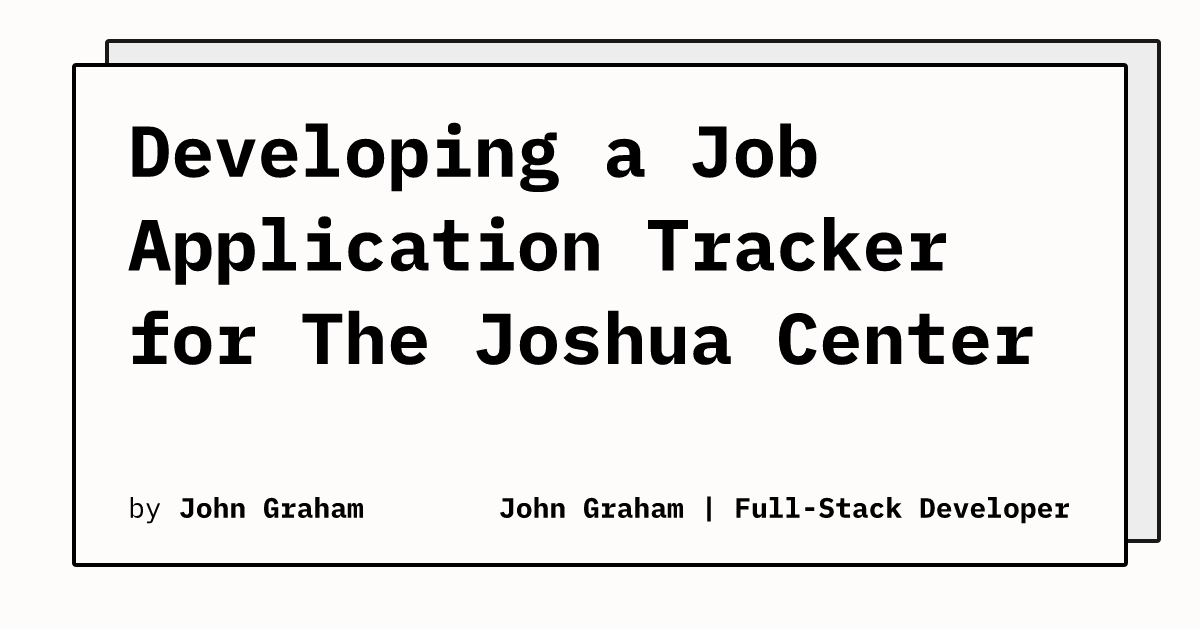 Developing a Job
Application Tracker
for The Joshua Center
by John Graham
John Graham | Full-Stack Developer